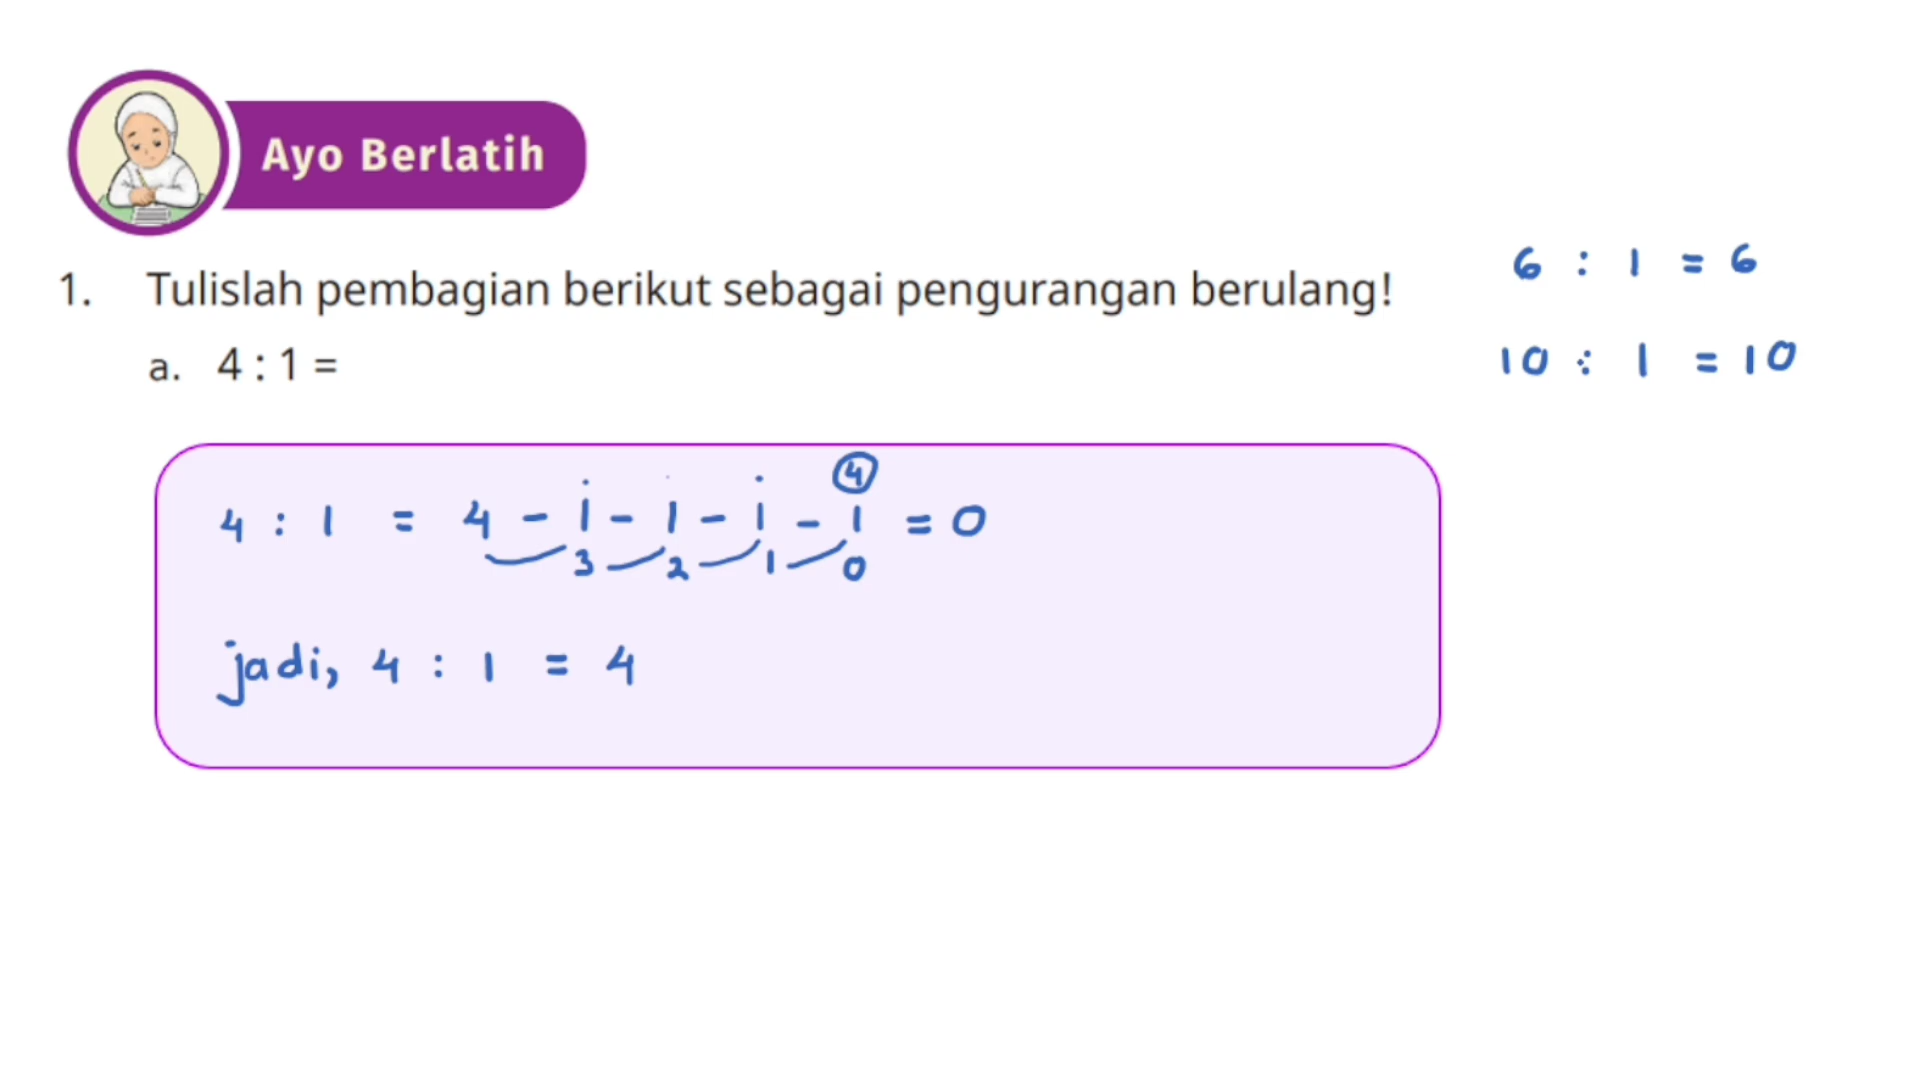 Ayo Berlatih
1. Tulislah pembagian berikut sebagai pengurangan berulang!
a. 4 : 1 =
6 : 1 = 6
10 : 1 = 10
4
4 : 1 = 4 - 1 - 1 - 1 - 1 = 0
3 2 1 0
jadi, 4 : 1 = 4